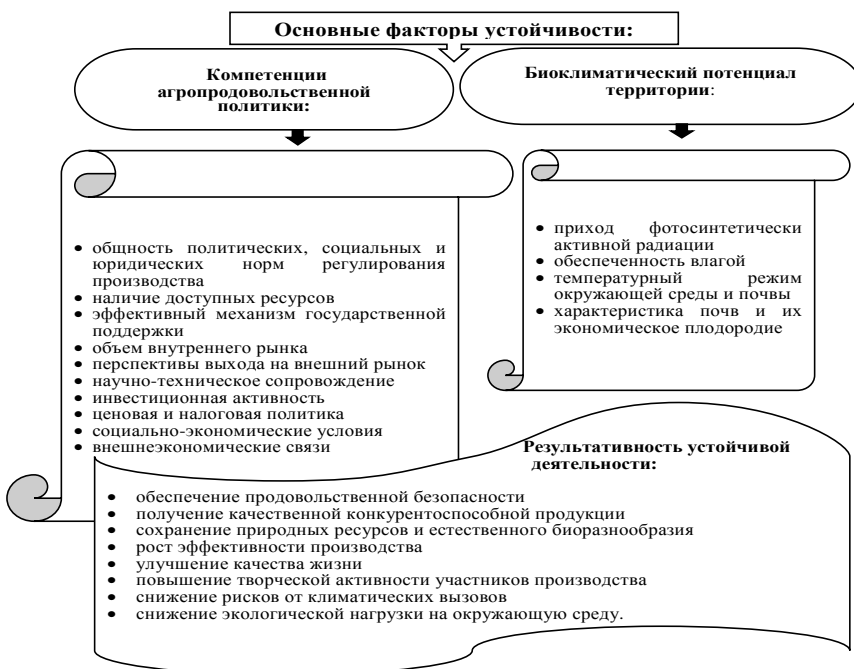 Основные факторы устойчивости:
Компетенции
агропродовольственной
политики:
Биоклиматический потенциал
территории:
• общность политических, социальных и
юридических норм регулирования
производства
• наличие доступных ресурсов
• эффективный механизм государственной
поддержки
• объем внутреннего рынка
• перспективы выхода на внешний рынок
• научно-техническое сопровождение
• инвестиционная активность
• ценовая и налоговая политика
• социально-экономические условия
• внешнеэкономические связи
• приход фотосинтетически
активной радиации
• обеспеченность влагой
• температурный режим
окружающей среды и почвы
• характеристика почв и их
экономическое плодородие
Результативность устойчивой
деятельности:
• обеспечение продовольственной безопасности
• получение качественной конкурентоспособной продукции
• сохранение природных ресурсов и естественного биоразнообразия
• рост эффективности производства
• улучшение качества жизни
• повышение творческой активности участников производства
• снижение рисков от климатических вызовов
• снижение экологической нагрузки на окружающую среду.